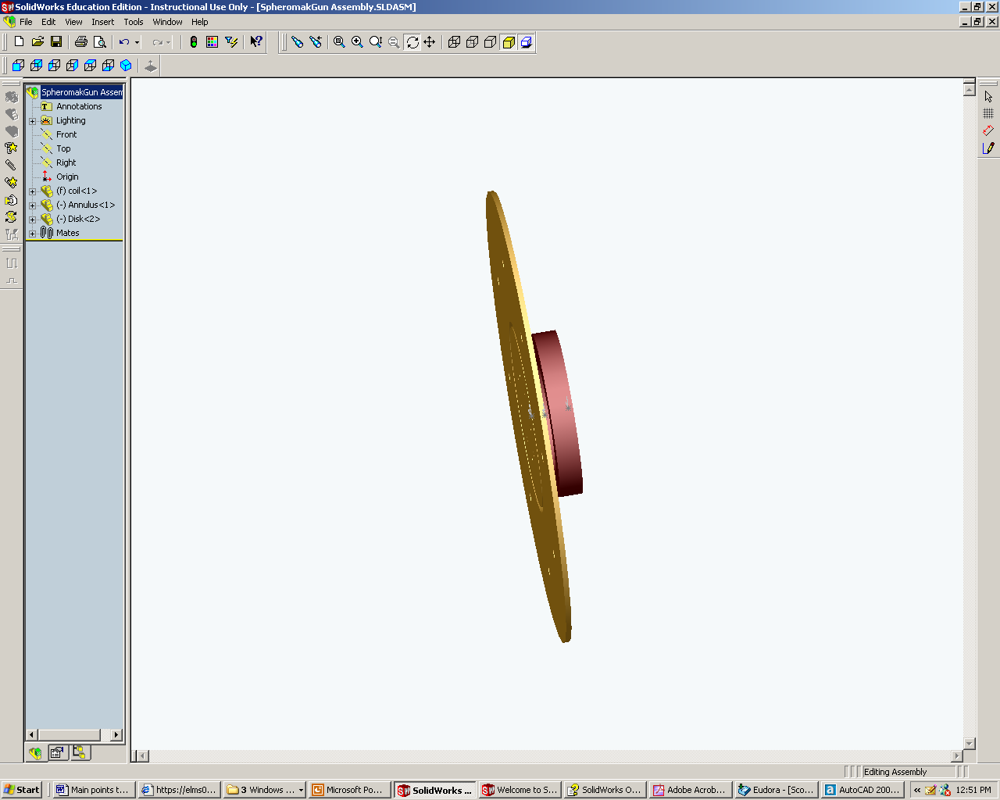 SolidWorks Education Edition - Instructional Use Only - [SpheromakGun Assembly.SLDASM]
File Edit View Insert Tools Window Help
SpheromakGun Assem
Annotations
Lighting
Front
Top
Right
Origin
(f) coil<1>
(-) Annulus<1>
(-) Disk<2>
Mates
Editing Assembly
Start Main points t... https://elms0... 3 Windows ... Microsoft Po... SolidWorks ... Welcome to S... SolidWorks O... Adobe Acrob... Eudora - [Sco... AutoCAD 200... 12:51 PM